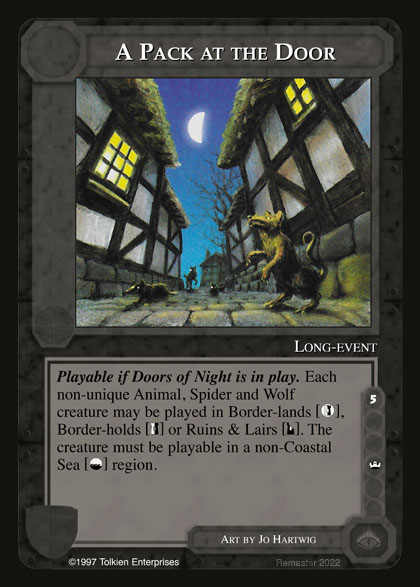 A Pack at the Door
Long-event
Playable if Doors of Night is in play. Each
non-unique Animal, Spider and Wolf
creature may be played in Border-lands [],
Border-holds [] or Ruins & Lairs []. The
creature must be playable in a non-Coastal
Sea [] region.
5
Art by Jo Hartwig
©1997 Tolkien Enterprises
Remaster 2022